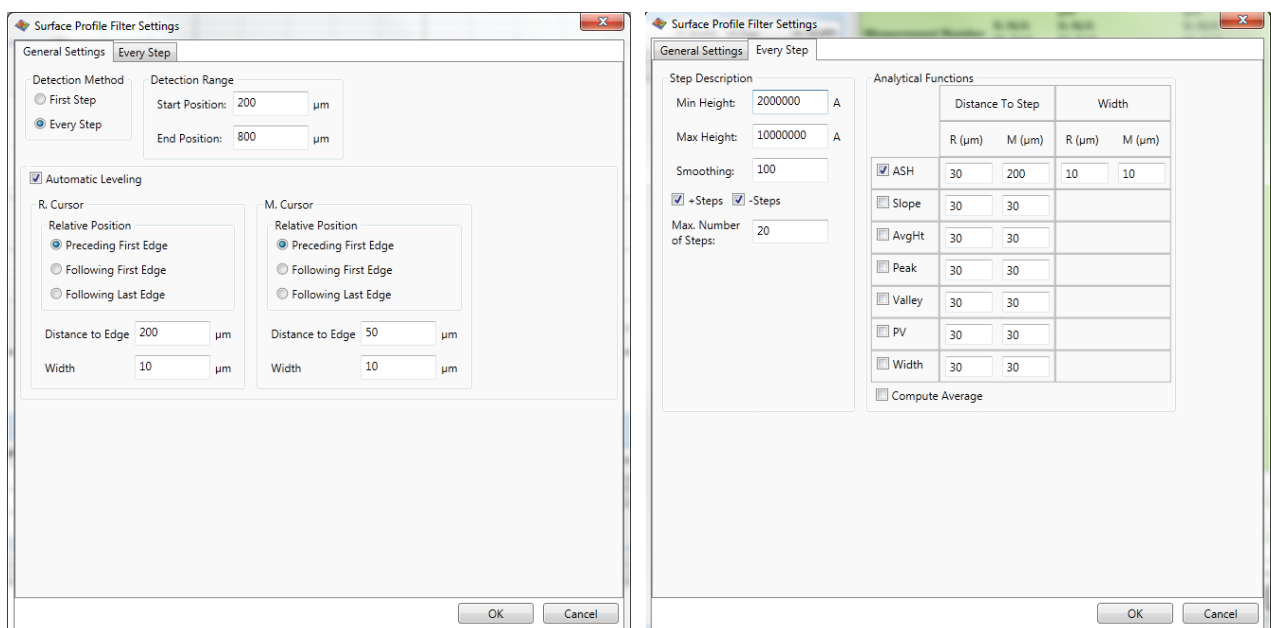 Surface Profile Filter Settings
General Settings Every Step
Detection Method Detection Range
First Step Start Position: 200 µm
Every Step End Position: 800 µm
Automatic Leveling
R. Cursor M. Cursor
Relative Position Relative Position
Preceding First Edge Preceding First Edge
Following First Edge Following First Edge
Following Last Edge Following Last Edge
Distance to Edge 200 µm Distance to Edge 50 µm
Width 10 µm Width 10 µm
OK Cancel
Surface Profile Filter Settings
General Settings Every Step
Step Description
Min Height: 2000000 A
Max Height: 10000000 A
Smoothing: 100
+Steps -Steps
Max. Number
of Steps: 20
Analytical Functions
Distance To Step Width
R (µm) M (µm) R (µm) M (µm)
ASH 30 200 10 10
Slope 30 30
AvgHt 30 30
Peak 30 30
Valley 30 30
PV 30 30
Width 30 30
Compute Average
OK Cancel